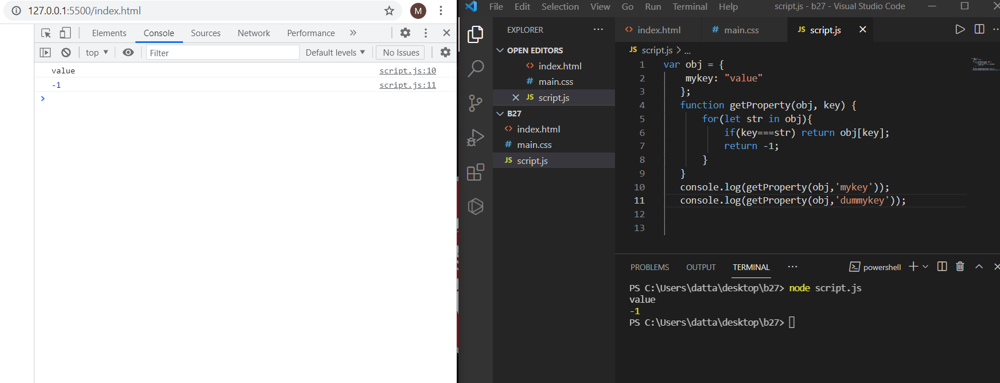 127.0.0.1:5500/index.html
M
Elements Console Sources Network Performance »
top ▼ Filter Default levels ▼ No Issues
value script.js:10
-1 script.js:11
>
File Edit Selection View Go Run Terminal Help script.js - b27 - Visual Studio Code
EXPLORER ...
OPEN EDITORS
<> index.html
# main.css
JS script.js
B27
<> index.html
# main.css
JS script.js
<> index.html # main.css JS script.js
JS script.js > ...
1 var obj = {
2 mykey: "value"
3 };
4 function getProperty(obj, key) {
5 for(let str in obj){
6 if(key===str) return obj[key];
7 return -1;
8 }
9 }
10 console.log(getProperty(obj,'mykey'));
11 console.log(getProperty(obj,'dummykey'));
12
13
PROBLEMS OUTPUT TERMINAL ... powershell
PS C:\Users\datta\desktop\b27> node script.js
value
-1
PS C:\Users\datta\desktop\b27>